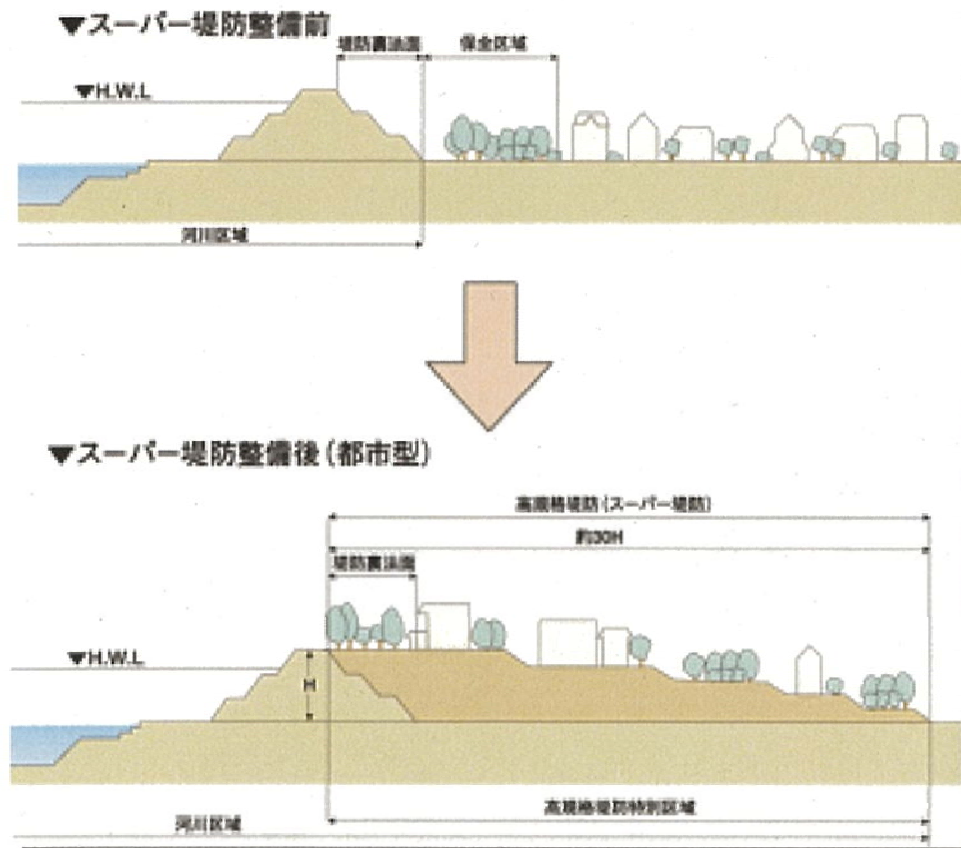 ▼スーパー堤防整備前
堤防裏法面
保全区域
▼H.W.L
河川区域
▼スーパー堤防整備後(都市型)
高規格堤防(スーパー堤防)
約30H
堤防裏法面
▼H.W.L
H
高規格堤防特別区域
河川区域